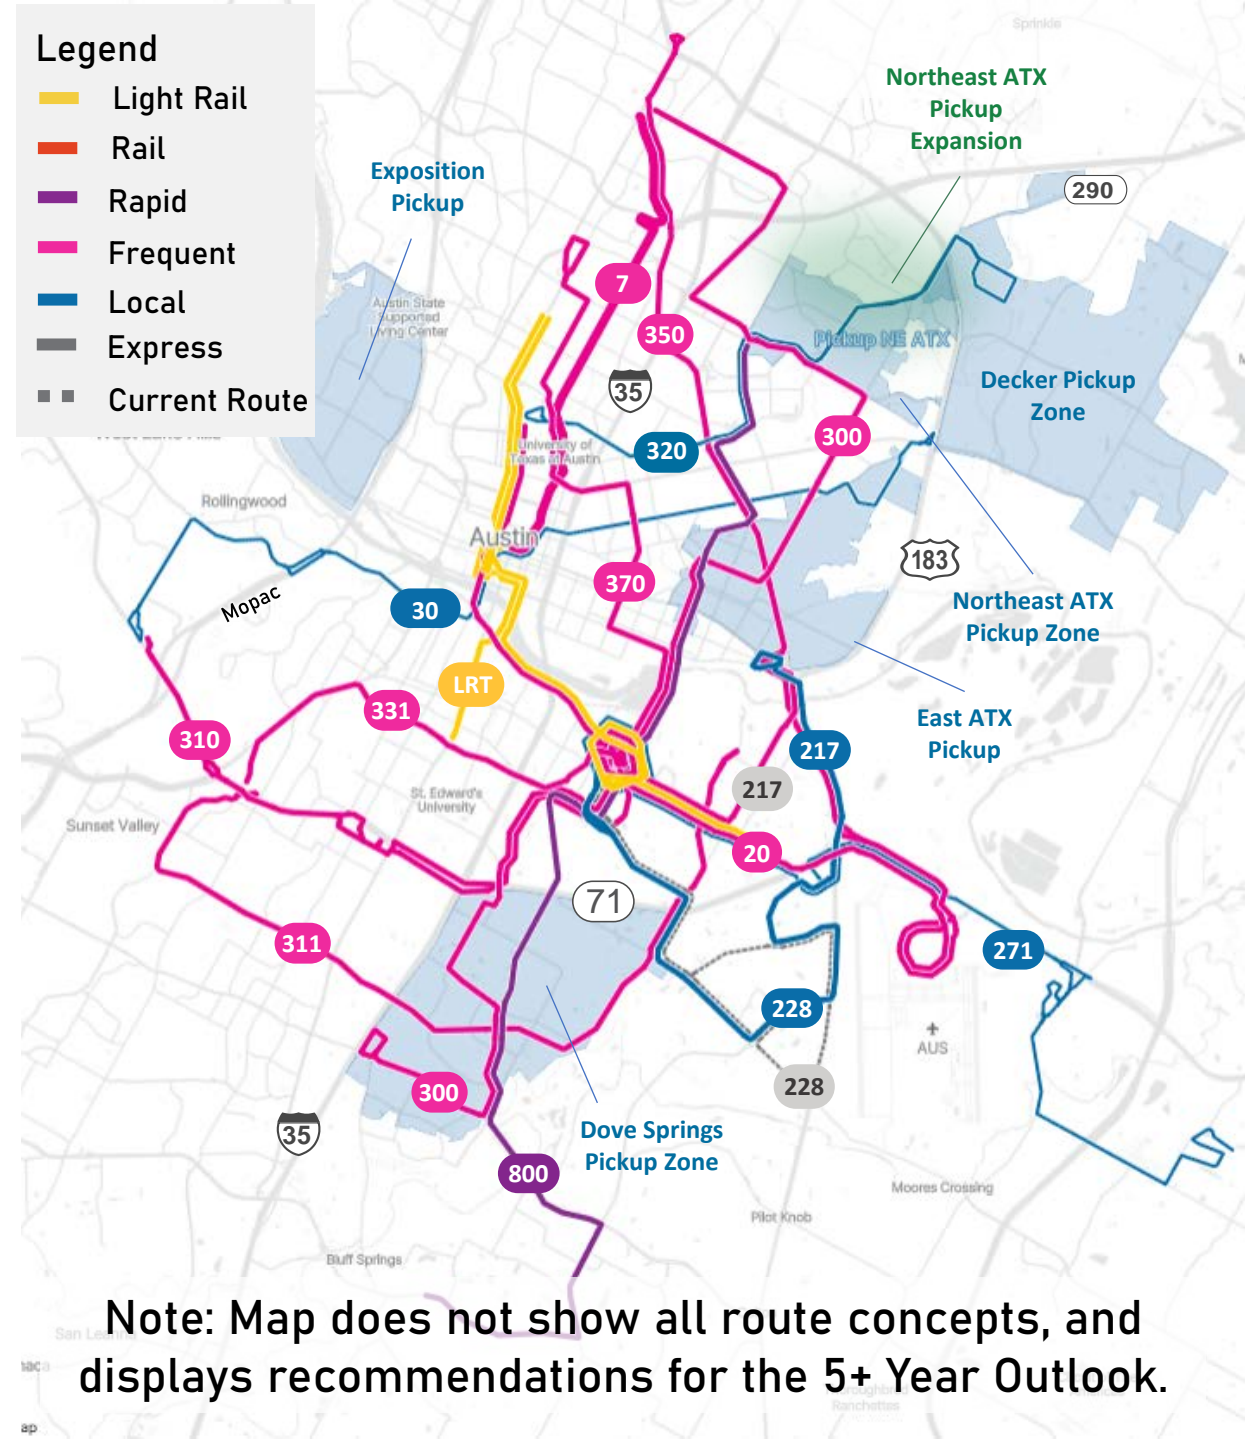 Legend
Light Rail
Rail
Rapid
Frequent
Local
Express
Current Route
Sprinkle
Northeast ATX
Pickup
Expansion
290
Exposition
Pickup
Austin State
Supported
Living Center
7
350
35
Pickup NE ATX
Decker Pickup
Zone
300
320
University of
Texas at Austin
Rollingwood
Austin
183
370
Mopac
30
Northeast ATX
Pickup Zone
LRT
East ATX
Pickup
331
310
217
217
St. Edward's
University
Sunset Valley
20
71
311
271
228
AUS
228
300
35
Dove Springs
Pickup Zone
800
Moores Crossing
Pilot Knob
Bluff Springs
Note: Map does not show all route concepts, and
displays recommendations for the 5+ Year Outlook.
San Leanna
Ranchettes